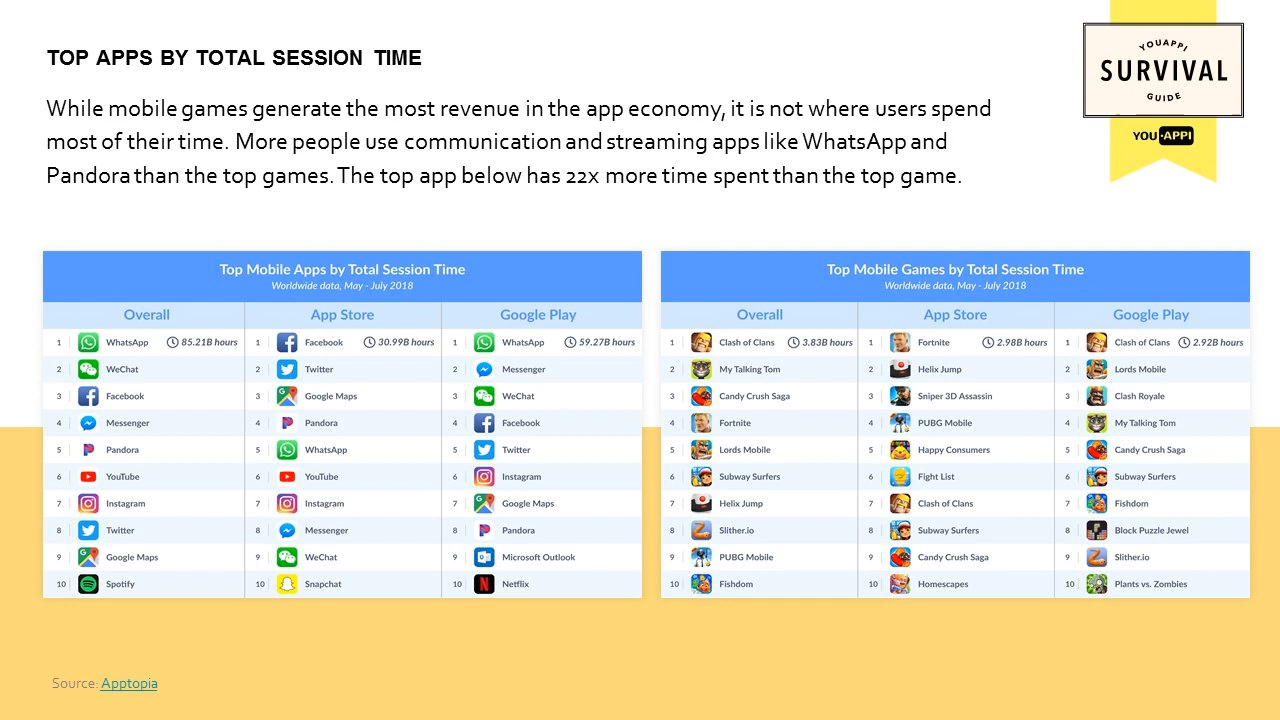 TOP APPS BY TOTAL SESSION TIME
YOUAPPI
SURVIVAL
GUIDE
YOU APPI
While mobile games generate the most revenue in the app economy, it is not where users spend
most of their time. More people use communication and streaming apps like WhatsApp and
Pandora than the top games. The top app below has 22x more time spent than the top game.
Top Mobile Apps by Total Session Time
Worldwide data, May - July 2018
Overall App Store Google Play
1 WhatsApp 85.21B hours 1 Facebook 30.99B hours 1 WhatsApp 59.27B hours
2 WeChat 2 Twitter 2 Messenger
3 Facebook 3 Google Maps 3 WeChat
4 Messenger 4 Pandora 4 Facebook
5 Pandora 5 WhatsApp 5 Twitter
6 YouTube 6 YouTube 6 Instagram
7 Instagram 7 Instagram 7 Google Maps
8 Twitter 8 Messenger 8 Pandora
9 Google Maps 9 WeChat 9 Microsoft Outlook
10 Spotify 10 Snapchat 10 Netflix
Top Mobile Games by Total Session Time
Worldwide data, May - July 2018
Overall App Store Google Play
1 Clash of Clans 3.83B hours 1 Fortnite 2.98B hours 1 Clash of Clans 2.92B hours
2 My Talking Tom 2 Helix Jump 2 Lords Mobile
3 Candy Crush Saga 3 Sniper 3D Assassin 3 Clash Royale
4 Fortnite 4 PUBG Mobile 4 My Talking Tom
5 Lords Mobile 5 Happy Consumers 5 Candy Crush Saga
6 Subway Surfers 6 Fight List 6 Subway Surfers
7 Helix Jump 7 Clash of Clans 7 Fishdom
8 Slither.io 8 Subway Surfers 8 Block Puzzle Jewel
9 PUBG Mobile 9 Candy Crush Saga 9 Slither.io
10 Fishdom 10 Homescapes 10 Plants vs. Zombies
Source: Apptopia